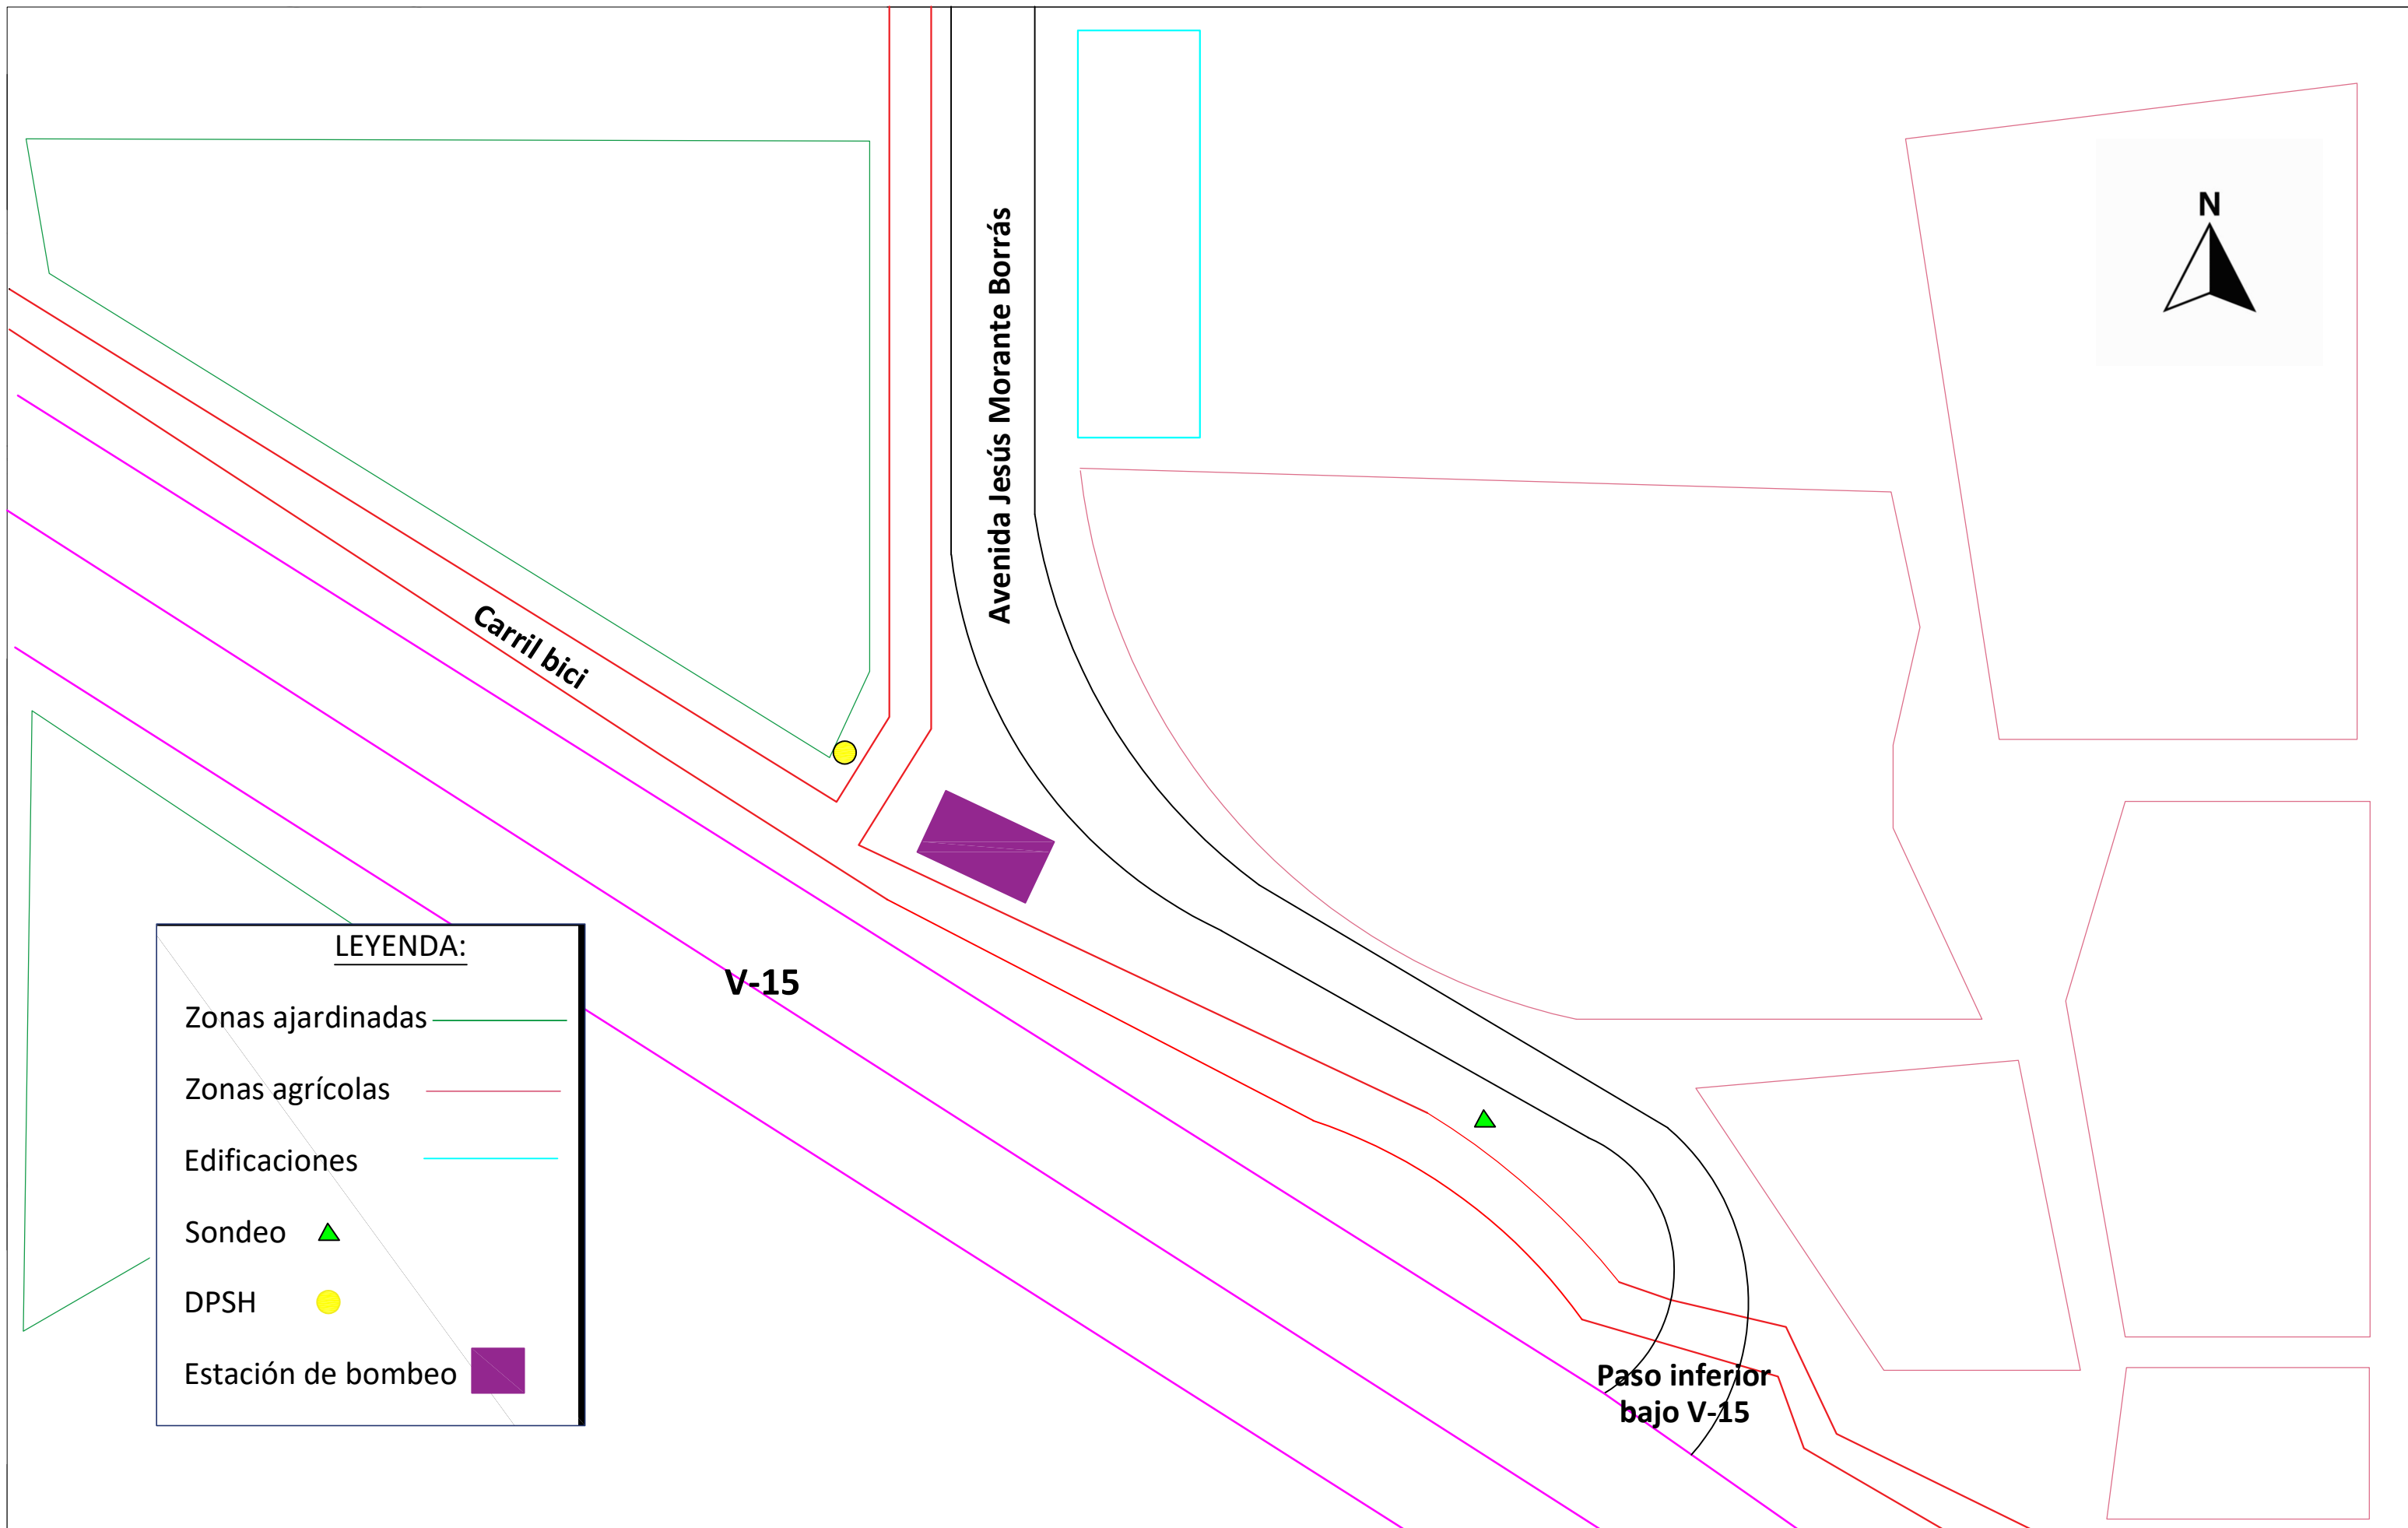 N
Avenida Jesús Morante Borrás
Carril bici
V-15
LEYENDA:
Zonas ajardinadas
Zonas agrícolas
Edificaciones
Sondeo
DPSH
Estación de bombeo
Paso inferior
bajo V-15